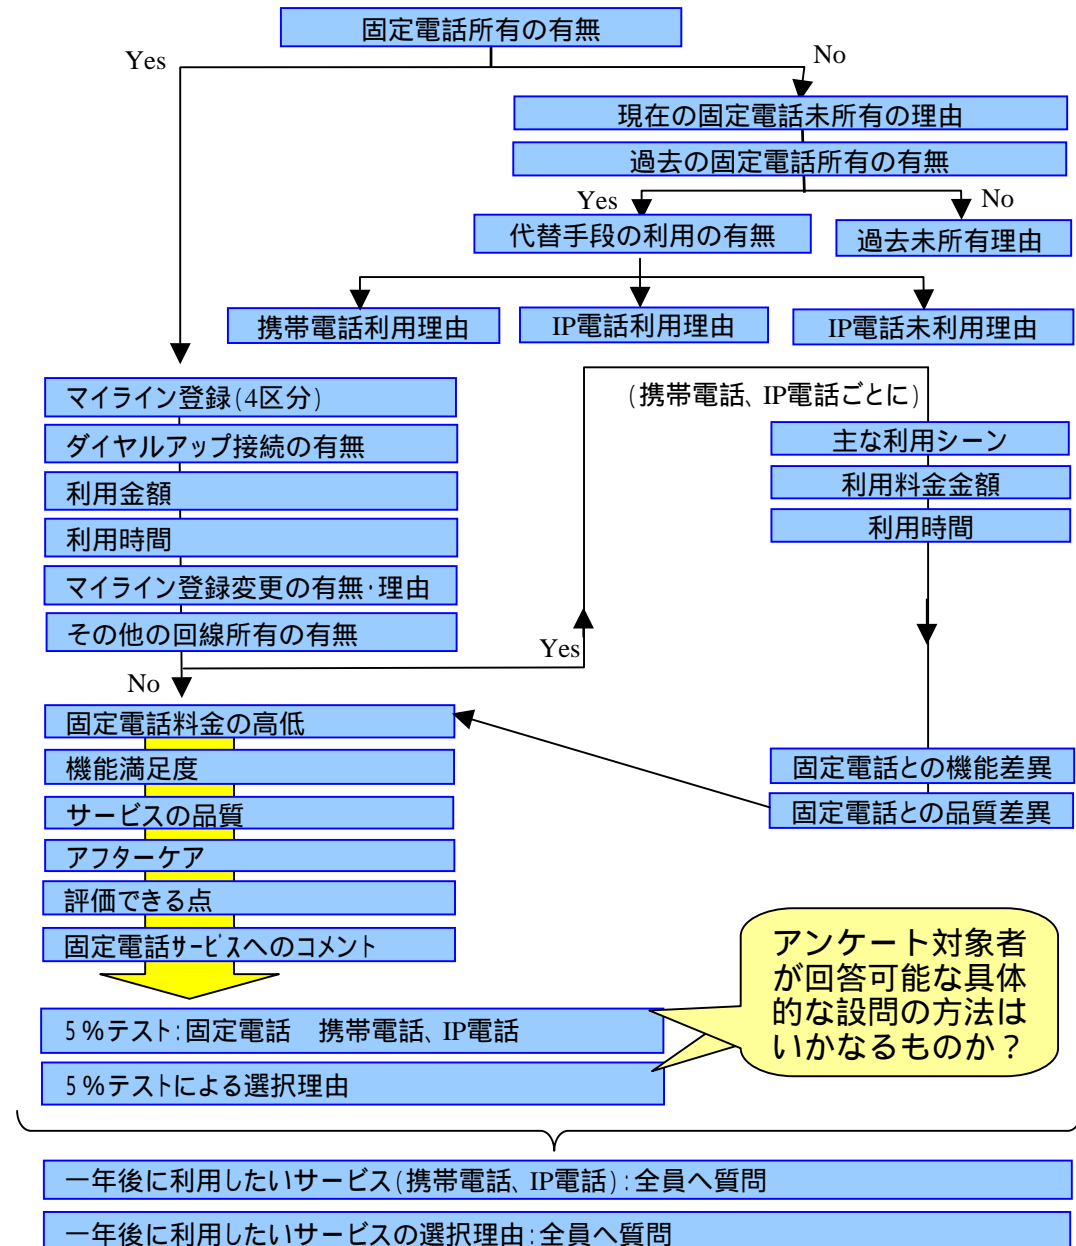 固定電話所有の有無
Yes
No
現在の固定電話未所有の理由
過去の固定電話所有の有無
Yes
No
代替手段の利用の有無
過去未所有理由
携帯電話利用理由
IP電話利用理由
IP電話未利用理由
マイライン登録(4区分)
ダイヤルアップ接続の有無
利用金額
利用時間
マイライン登録変更の有無・理由
その他の回線所有の有無
Yes
No
(携帯電話、IP電話ごとに)
主な利用シーン
利用料金金額
利用時間
固定電話との機能差異
固定電話との品質差異
固定電話料金の高低
機能満足度
サービスの品質
アフターケア
評価できる点
固定電話サービスへのコメント
アンケート対象者
が回答可能な具体
的な設問の方法は
いかなるものか?
5%テスト:固定電話 携帯電話、IP電話
5%テストによる選択理由
一年後に利用したいサービス(携帯電話、IP電話):全員へ質問
一年後に利用したいサービスの選択理由:全員へ質問